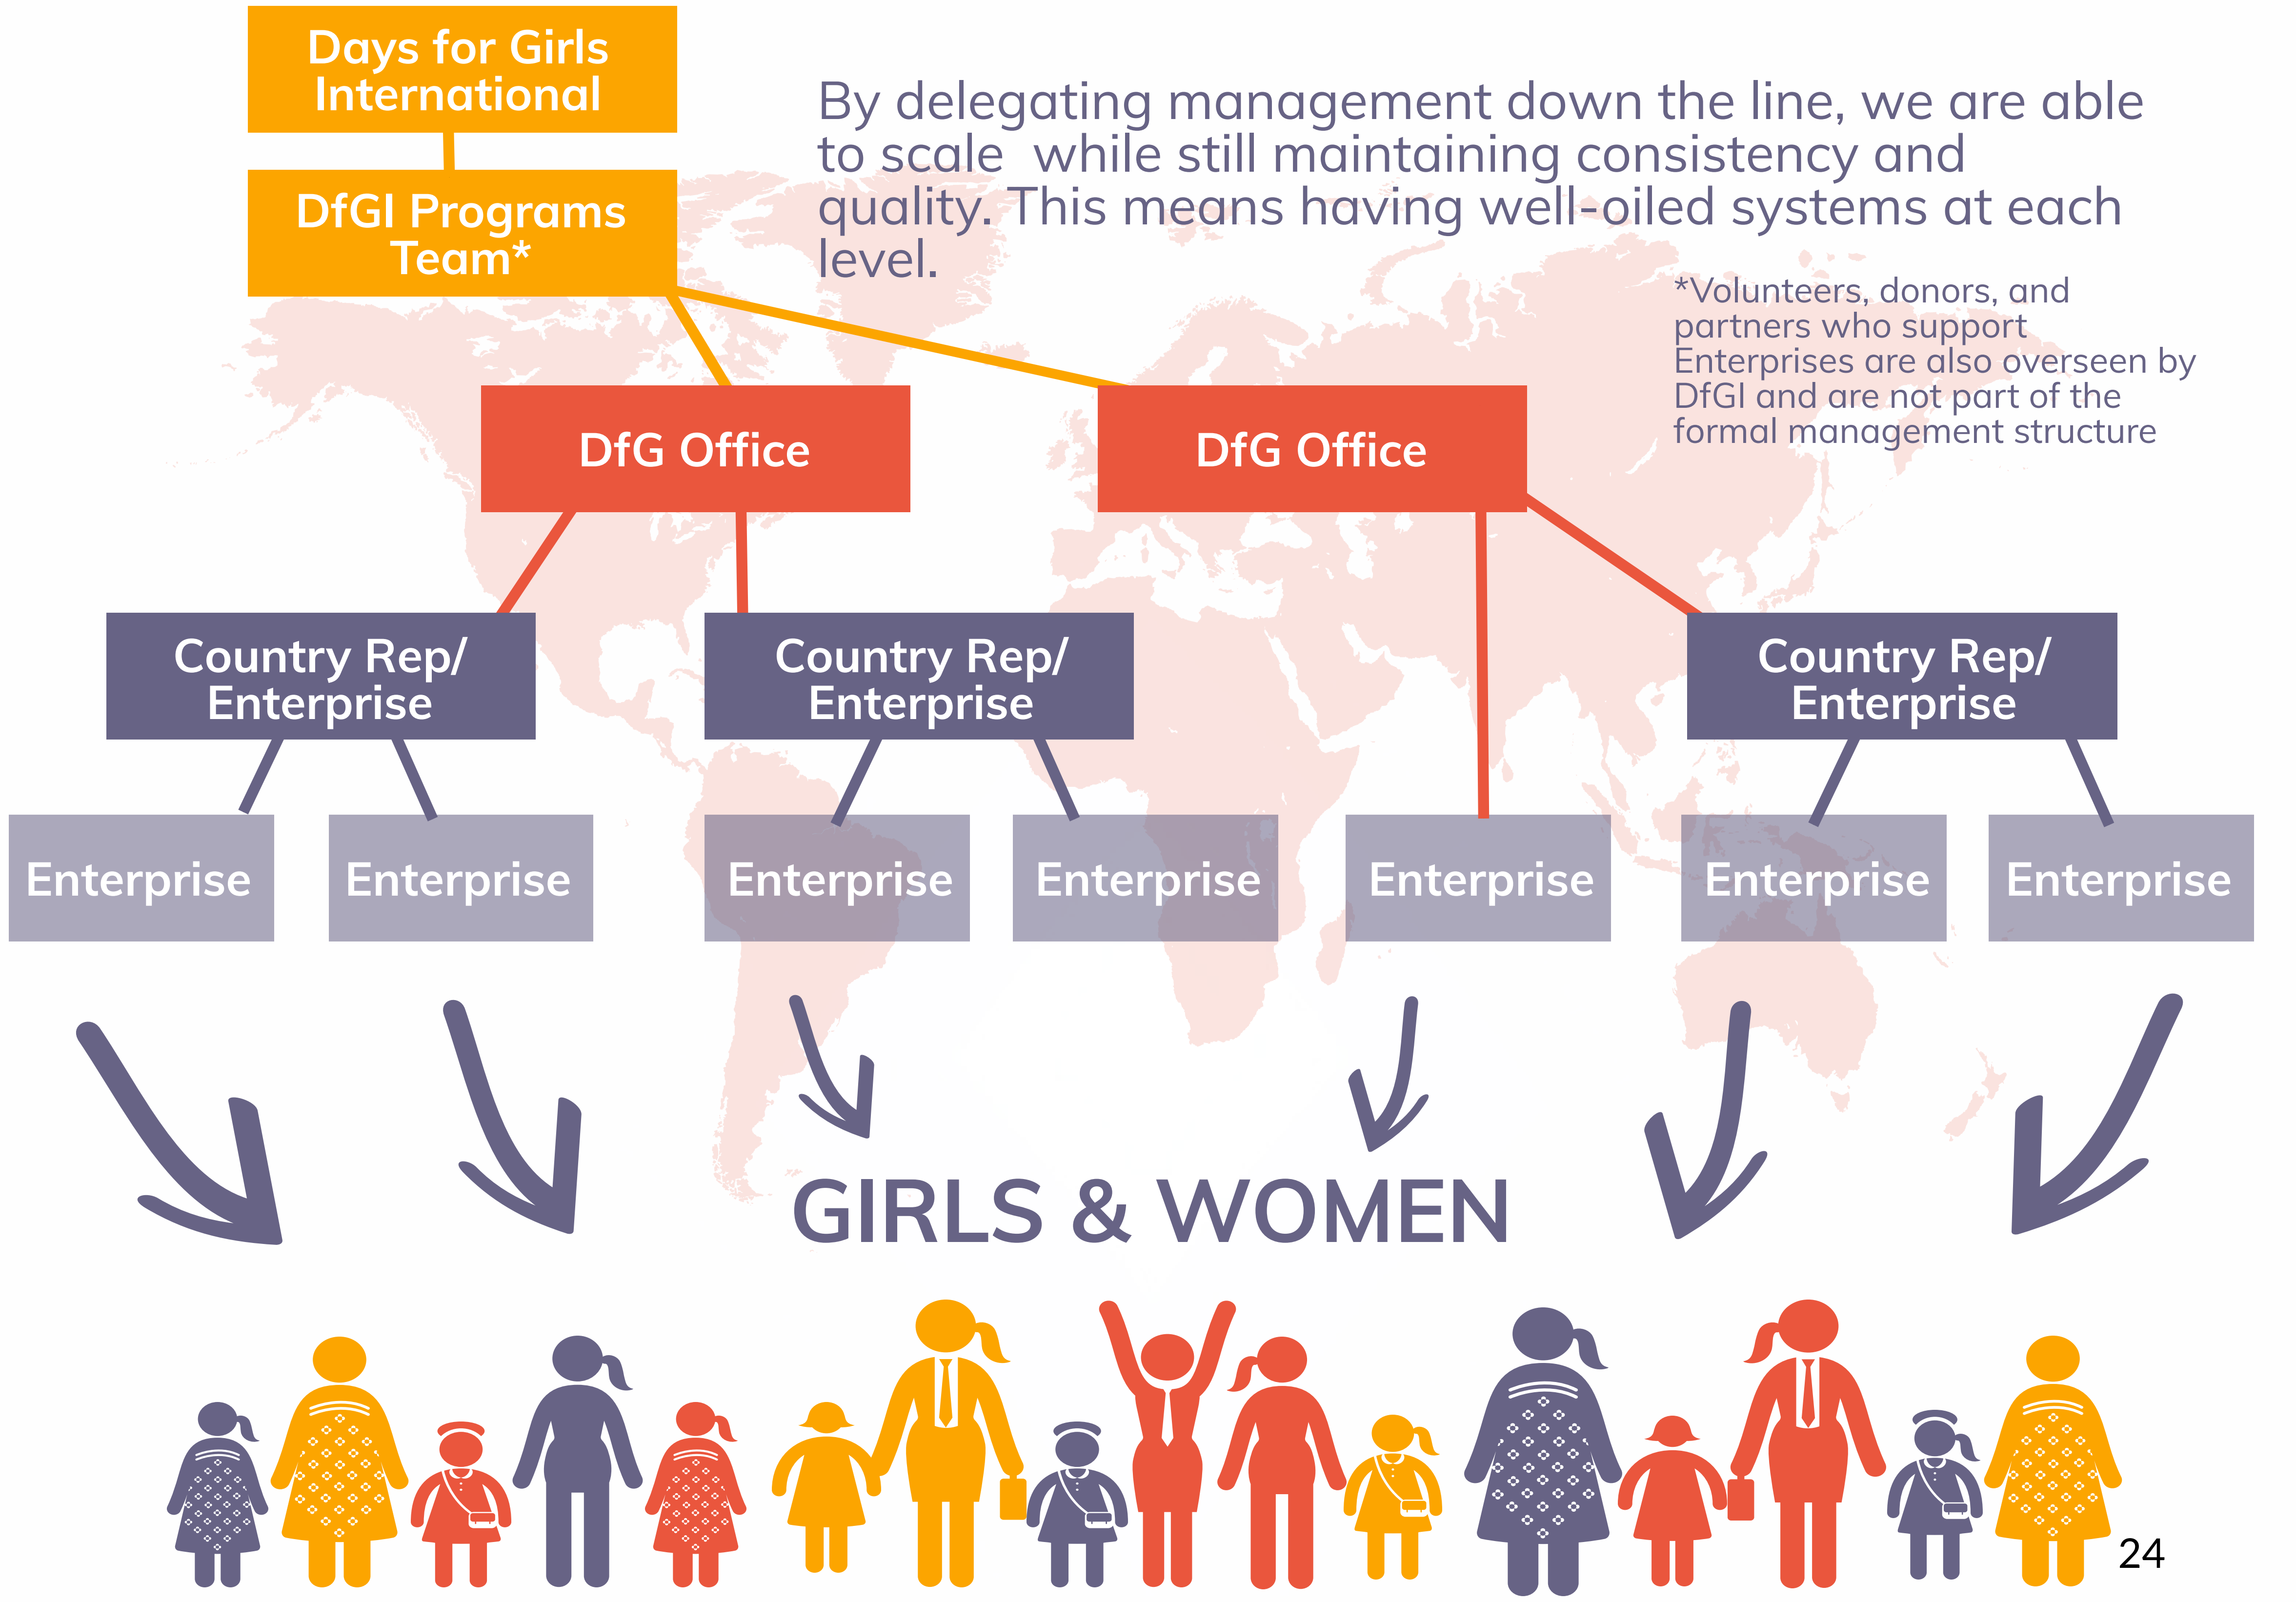 Days for Girls
International
By delegating management down the line, we are able
to scale  while still maintaining consistency and
quality. This means having well-oiled systems at each
level.
DfGI Programs
Team*
*Volunteers, donors, and
partners who support
Enterprises are also overseen by
DfGI and are not part of the
formal management structure
DfG Office
DfG Office
Country Rep/
Enterprise
Country Rep/
Enterprise
Country Rep/
Enterprise
Enterprise
Enterprise
Enterprise
Enterprise
Enterprise
Enterprise
Enterprise
GIRLS & WOMEN
24